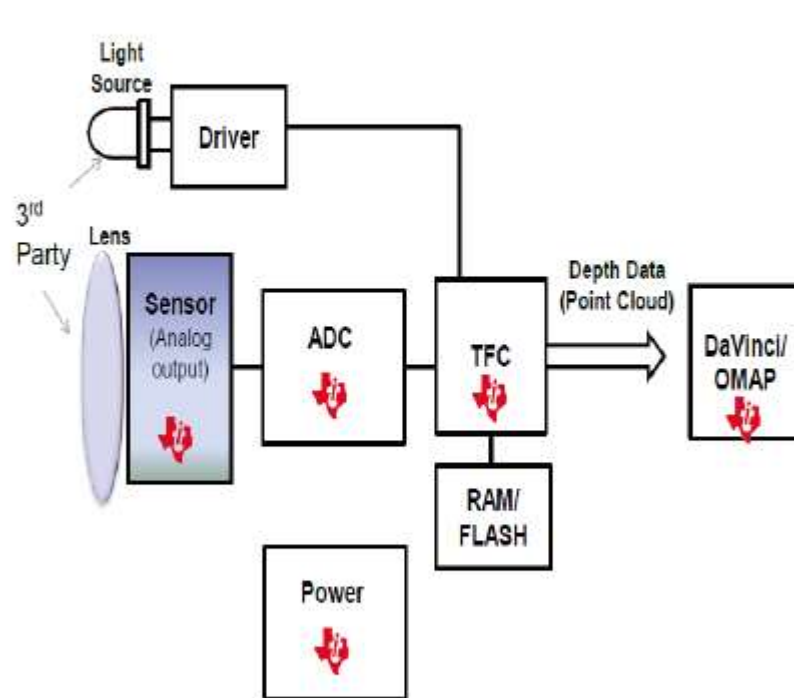 Light
Source
Driver
3rd
Party
Lens
Sensor
(Analog
output)
ADC
TFC
Depth Data
(Point Cloud)
DaVinci/
OMAP
RAM/
FLASH
Power